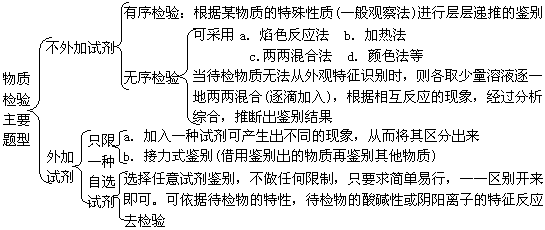 物质检验主要题型
不外加试剂
有序检验：根据某物质的特殊性质(一般观察法)进行层层递推的鉴别
无序检验
可采用 a. 焰色反应法 b. 加热法
c.两两混合法 d. 颜色法等
当待检物质无法从外观特征识别时，则各取少量溶液逐一
地两两混合(逐滴加入)，根据相互反应的现象，经过分析
综合，推断出鉴别结果
外加试剂
只限一种
a. 加入一种试剂可产生出不同的现象，从而将其区分出来
b. 接力式鉴别(借用鉴别出的物质再鉴别其他物质)
自选试剂
选择任意试剂鉴别，不做任何限制，只要求简单易行，一一区别开来
即可。可依据待检物的特性，待检物的酸碱性或阴阳离子的特征反应
去检验